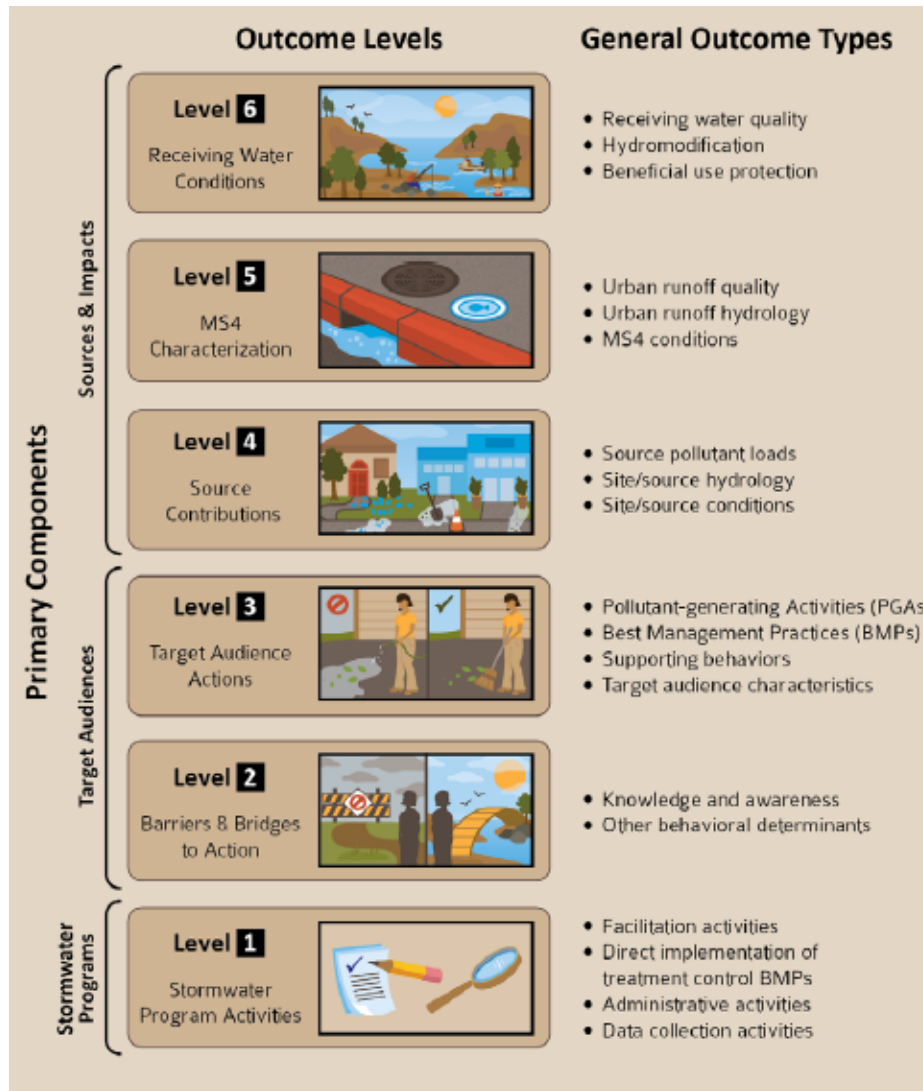 Outcome Levels
General Outcome Types
Primary Components
Sources & Impacts
Level 6
Receiving Water
Conditions
• Receiving water quality
• Hydromodification
• Beneficial use protection
Level 5
MS4
Characterization
• Urban runoff quality
• Urban runoff hydrology
• MS4 conditions
Level 4
Source
Contributions
• Source pollutant loads
• Site/source hydrology
• Site/source conditions
Target Audiences
Level 3
Target Audience
Actions
• Pollutant-generating Activities (PGAs
• Best Management Practices (BMPs)
• Supporting behaviors
• Target audience characteristics
Level 2
Barriers & Bridges
to Action
• Knowledge and awareness
• Other behavioral determinants
Stormwater
Programs
Level 1
Stormwater
Program Activities
• Facilitation activities
• Direct implementation of
treatment control BMPs
• Administrative activities
• Data collection activities